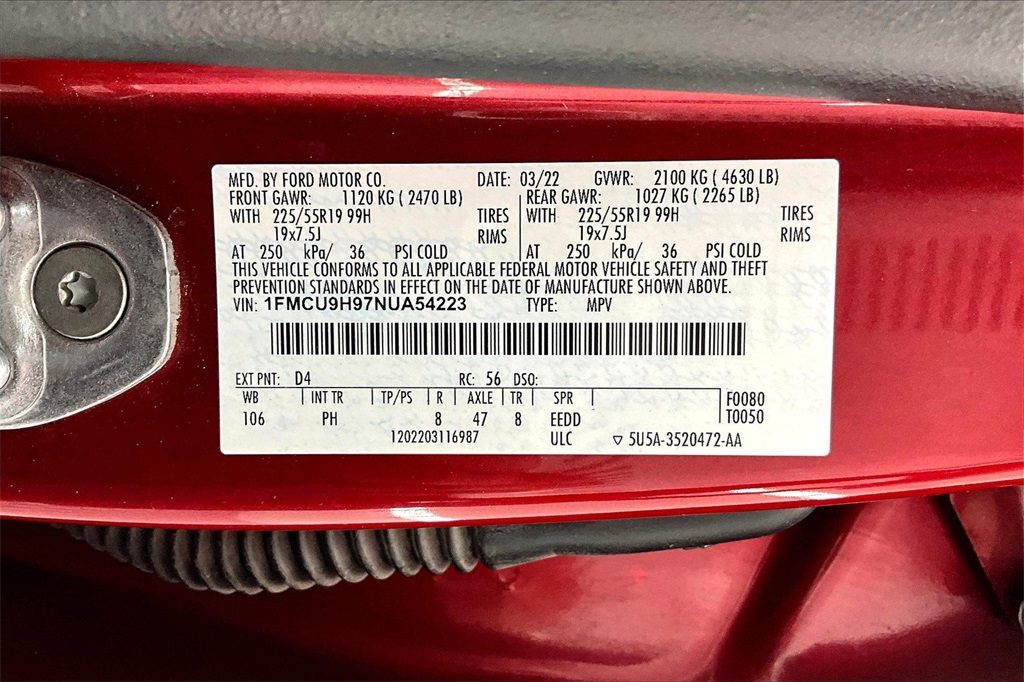 MFD. BY FORD MOTOR CO. DATE: 03/22 GVWR: 2100 KG ( 4630 LB)
FRONT GAWR: 1120 KG ( 2470 LB) REAR GAWR: 1027 KG ( 2265 LB)
WITH 225/55R19 99H TIRES WITH 225/55R19 99H TIRES
19x7.5J RIMS 19x7.5J RIMS
AT 250 kPa/ 36 PSI COLD AT 250 kPa/ 36 PSI COLD
THIS VEHICLE CONFORMS TO ALL APPLICABLE FEDERAL MOTOR VEHICLE SAFETY AND THEFT
PREVENTION STANDARDS IN EFFECT ON THE DATE OF MANUFACTURE SHOWN ABOVE.
VIN: 1FMCU9H97NUA54223 TYPE: MPV
EXT PNT: D4 RC: 56 DSO:
WB INT TR TP/PS R AXLE TR SPR F0080
106 PH 8 47 8 EEDD T0050
1202203116987 ULC ▽ 5U5A-3520472-AA